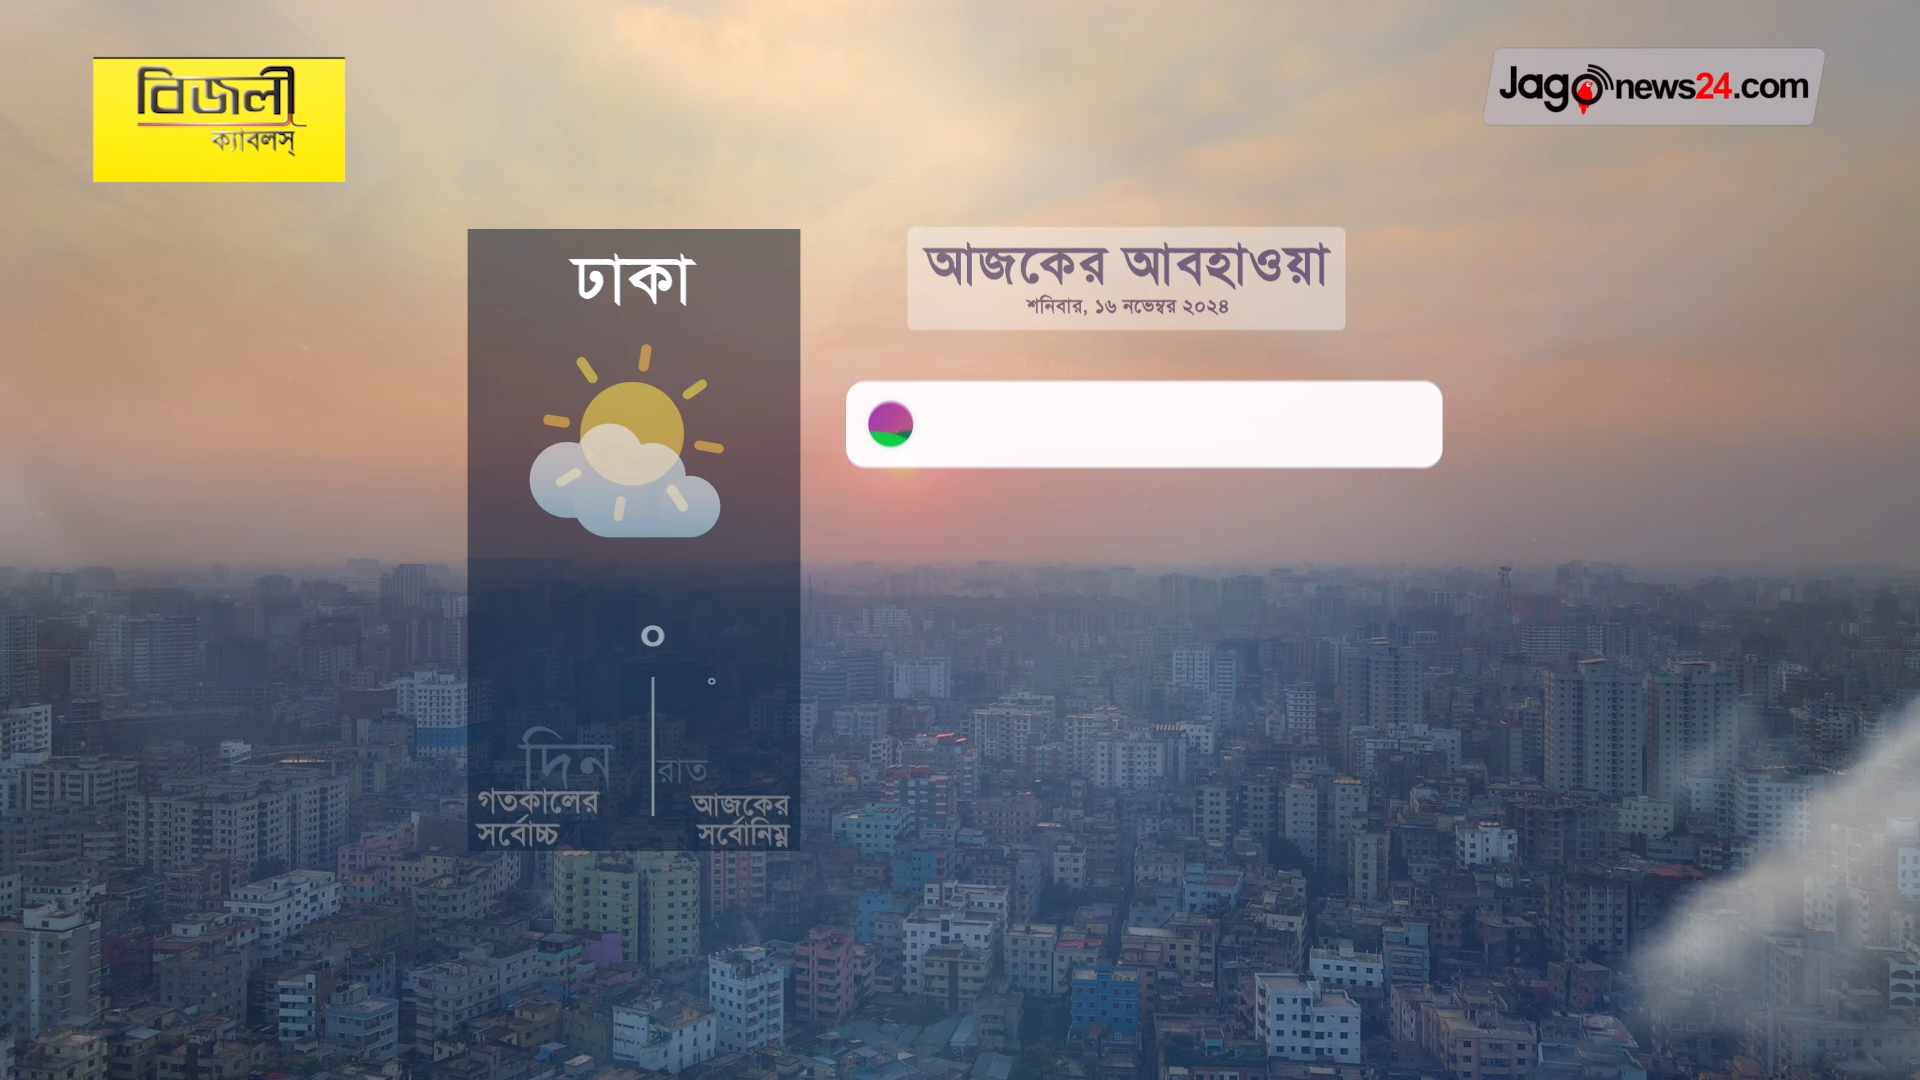 বিজলী
ক্যাবলস্
Jagonews24.com
ঢাকা
আজকের আবহাওয়া
শনিবার, ১৬ নভেম্বর ২০২৪
°
°
দিন
রাত
গতকালের
সর্বোচ্চ
আজকের
সর্বোনিম্ন